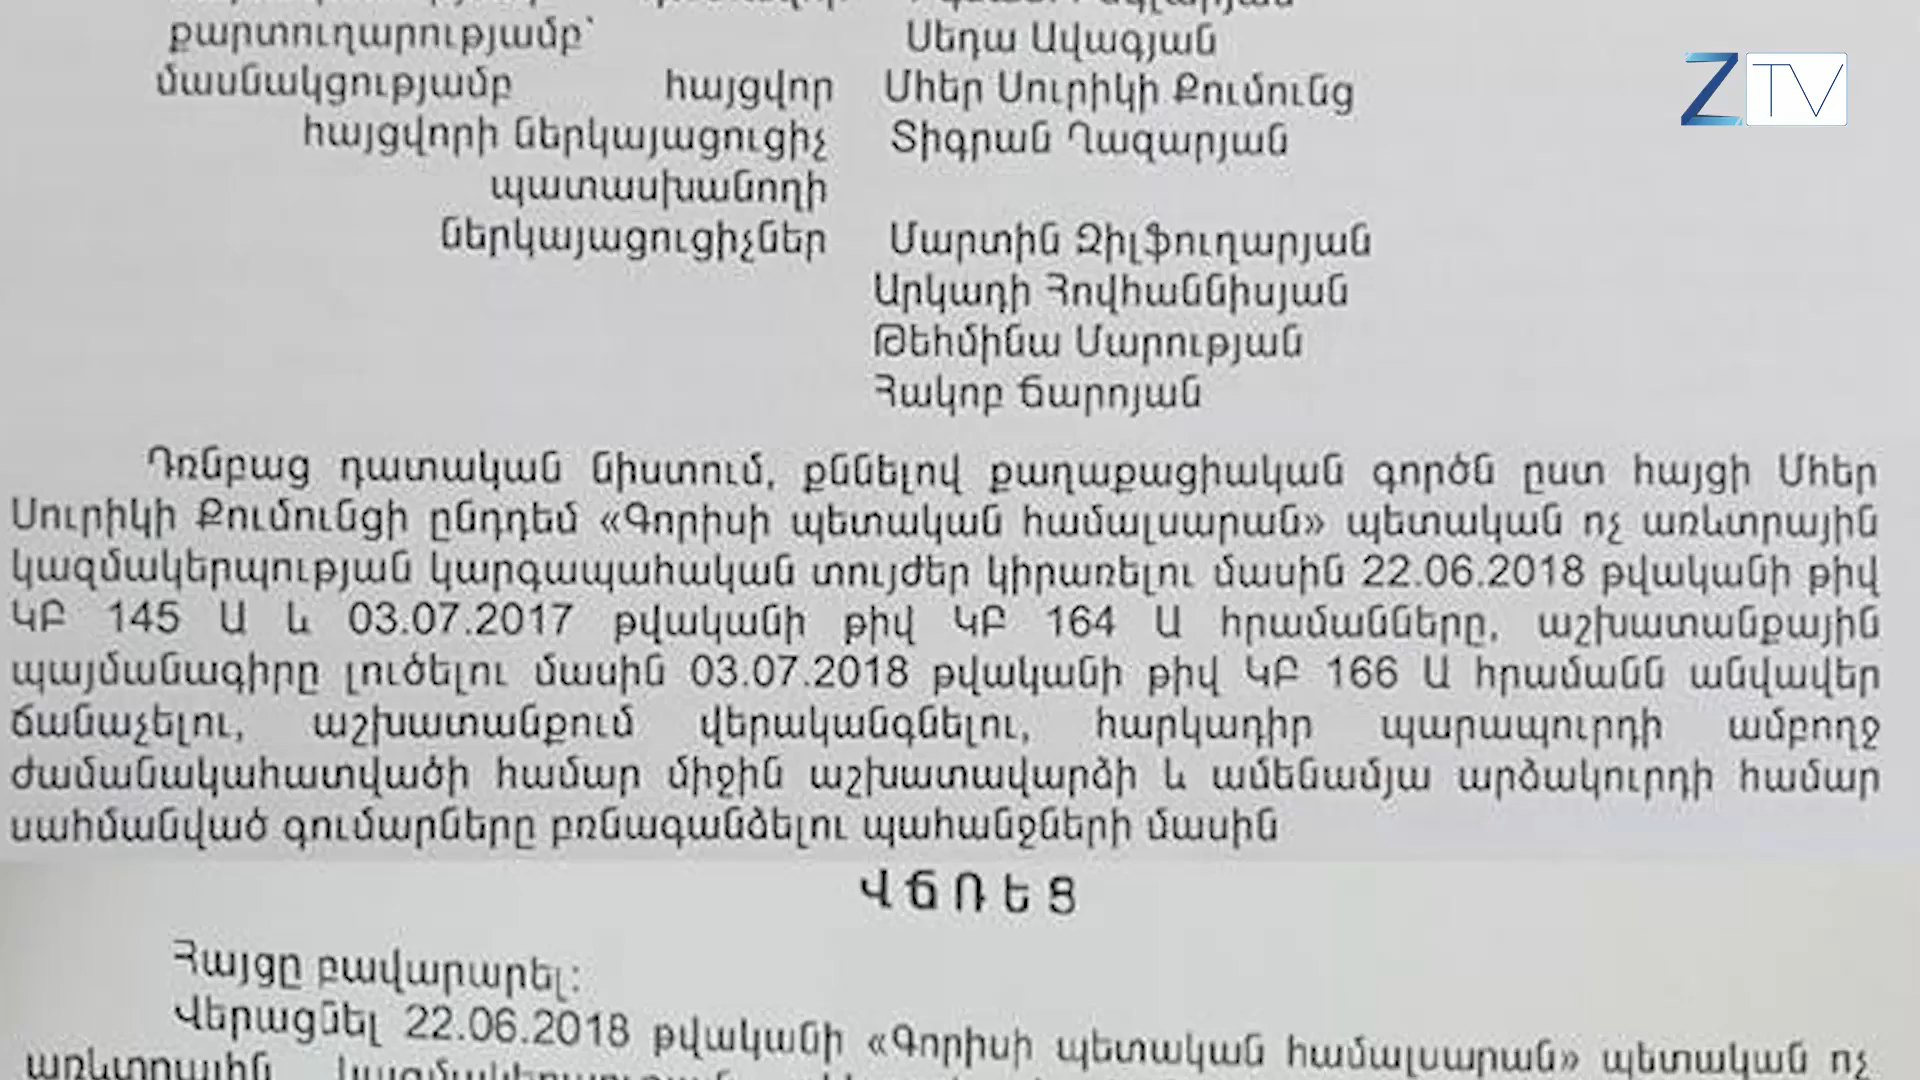 քարտուղարությամբ՝ Սեդա Ավագյան
մասնակցությամբ հայցվոր Մհեր Սուրիկի Քումունց
հայցվորի ներկայացուցիչ Տիգրան Ղազարյան
պատասխանողի
ներկայացուցիչներ Մարտին Զիլֆուղարյան
Արկադի Հովհաննիսյան
Թեհմինա Մարության
Հակոբ Ճարոյան
Դռնբաց դատական նիստում, քննելով քաղաքացիական գործն ըստ հայցի Մհեր
Սուրիկի Քումունցի ընդդեմ «Գորիսի պետական համալսարան» պետական ոչ առևտրային
կազմակերպության կարգապահական տույժեր կիրառելու մասին 22.06.2018 թվականի թիվ
ԿԲ 145 Ա և 03.07.2017 թվականի թիվ ԿԲ 164 Ա հրամանները, աշխատանքային
պայմանագիրը լուծելու մասին 03.07.2018 թվականի թիվ ԿԲ 166 Ա հրամանն անվավեր
ճանաչելու, աշխատանքում վերականգնելու, հարկադիր պարապուրդի ամբողջ
ժամանակահատվածի համար միջին աշխատավարձի և ամենամյա արձակուրդի համար
սահմանված գումարները բռնագանձելու պահանջների մասին
ՎՃՌԵՑ
Հայցը բավարարել:
Վերացնել 22.06.2018 թվականի «Գորիսի պետական համալսարան» պետական ոչ
առևտրային
ZTV